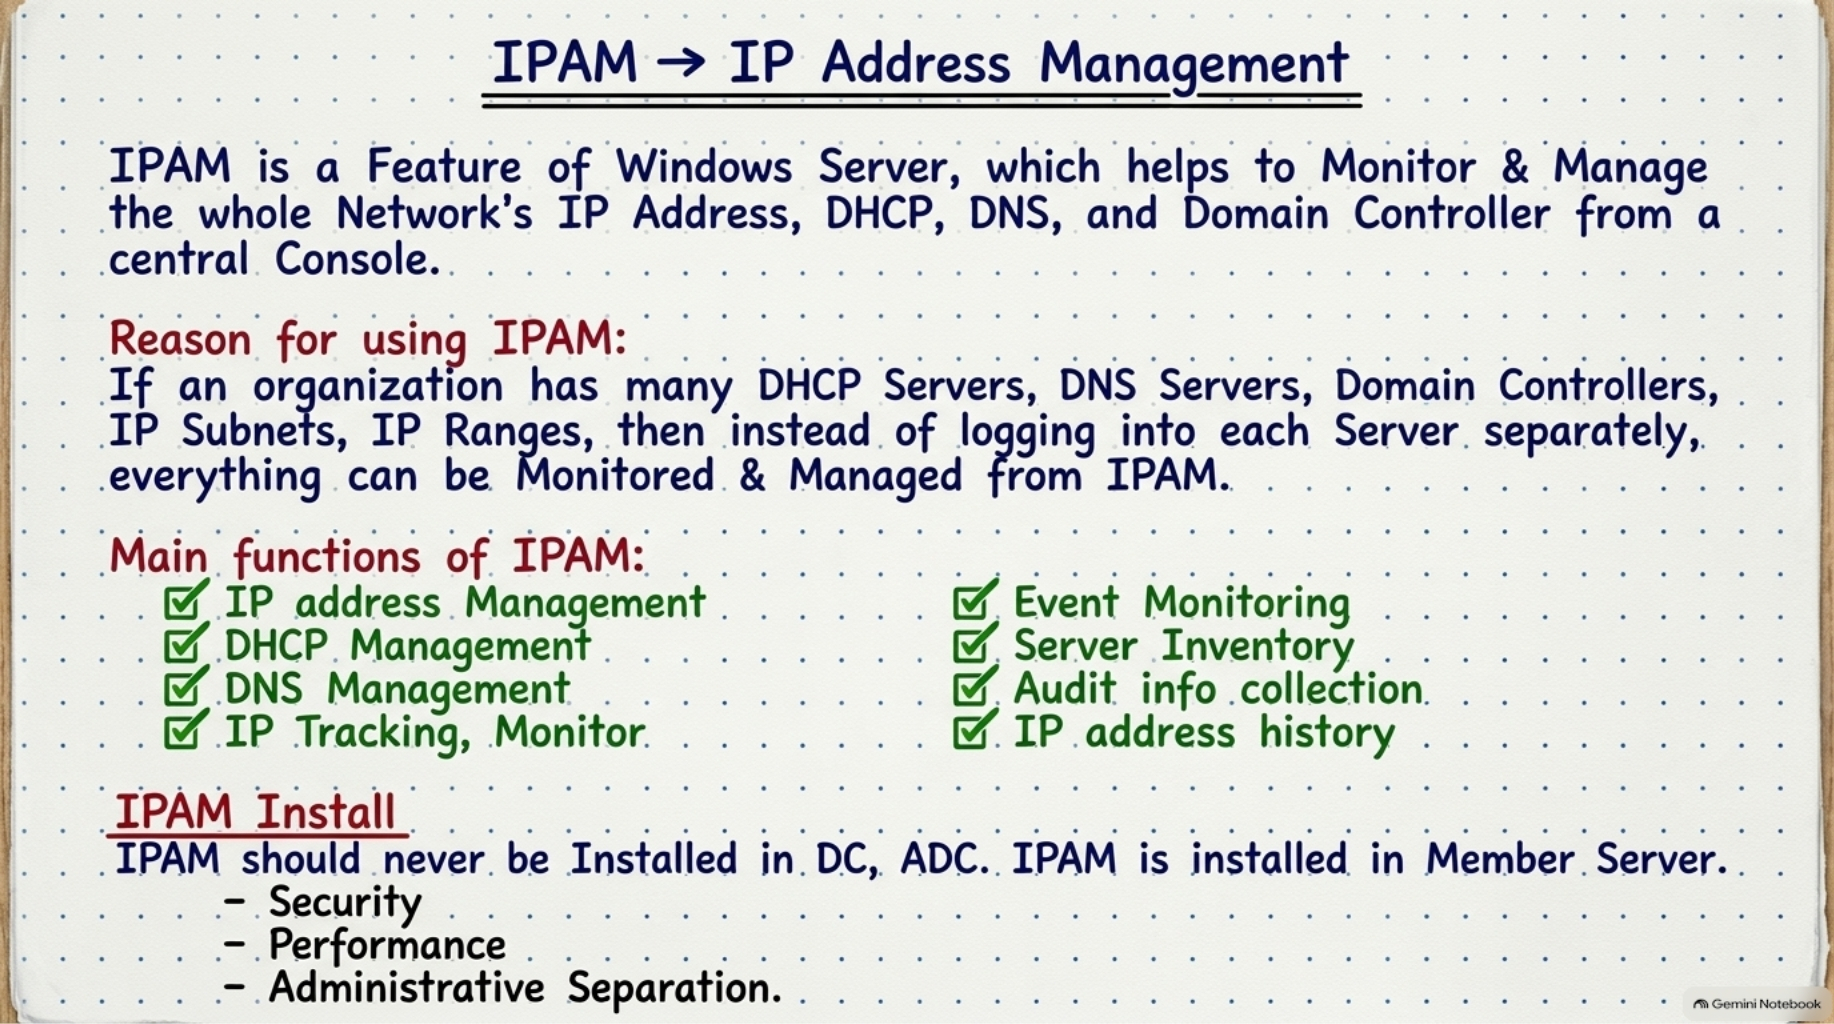 IPAM → IP Address Management
IPAM is a Feature of Windows Server, which helps to Monitor & Manage
the whole Network's IP Address, DHCP, DNS, and Domain Controller from a
central Console.
Reason for using IPAM:
If an organization has many DHCP Servers, DNS Servers, Domain Controllers,
IP Subnets, IP Ranges, then instead of logging into each Server separately,
everything can be Monitored & Managed from IPAM.
Main functions of IPAM:
☑ IP address Management
☑ DHCP Management
☑ DNS Management
☑ IP Tracking, Monitor
☑ Event Monitoring
☑ Server Inventory
☑ Audit info collection
☑ IP address history
IPAM Install
IPAM should never be Installed in DC, ADC. IPAM is installed in Member Server.
- Security
- Performance
- Administrative Separation.
Gemini Notebook